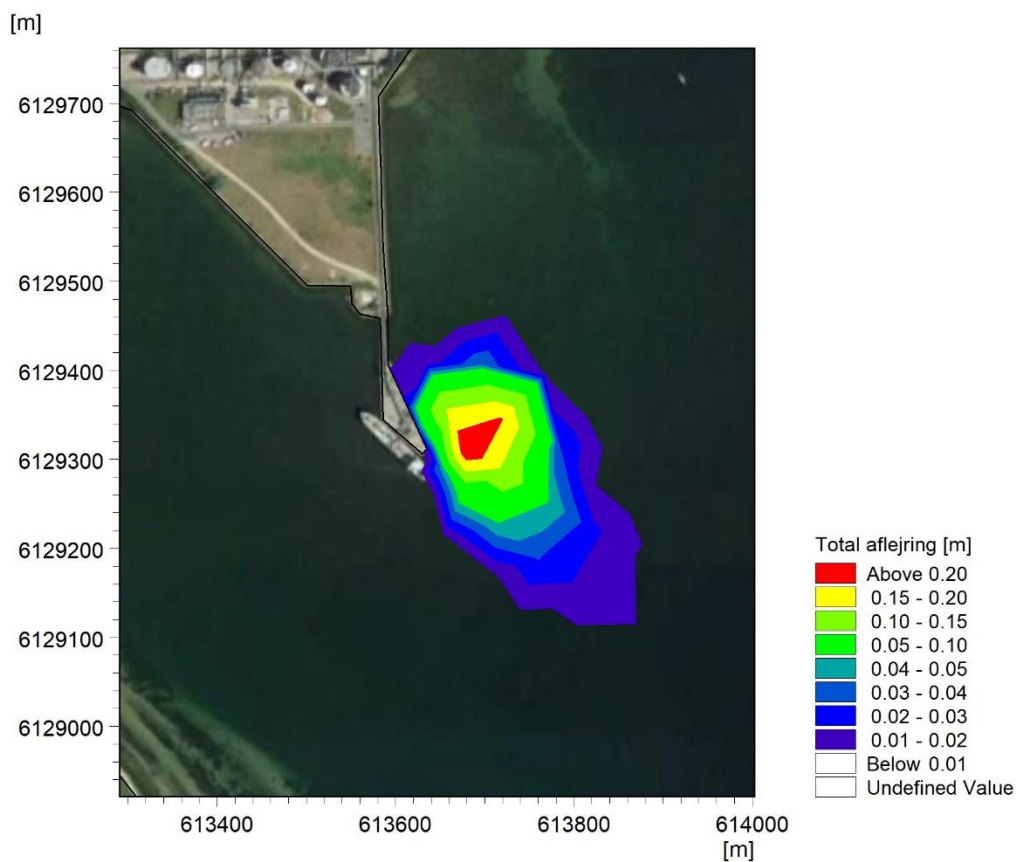 [m]
6129700
6129600
6129500
6129400
6129300
6129200
6129100
6129000
613400
613600
613800
614000
[m]
Total aflejring [m]
Above 0.20
0.15 - 0.20
0.10 - 0.15
0.05 - 0.10
0.04 - 0.05
0.03 - 0.04
0.02 - 0.03
0.01 - 0.02
Below 0.01
Undefined Value